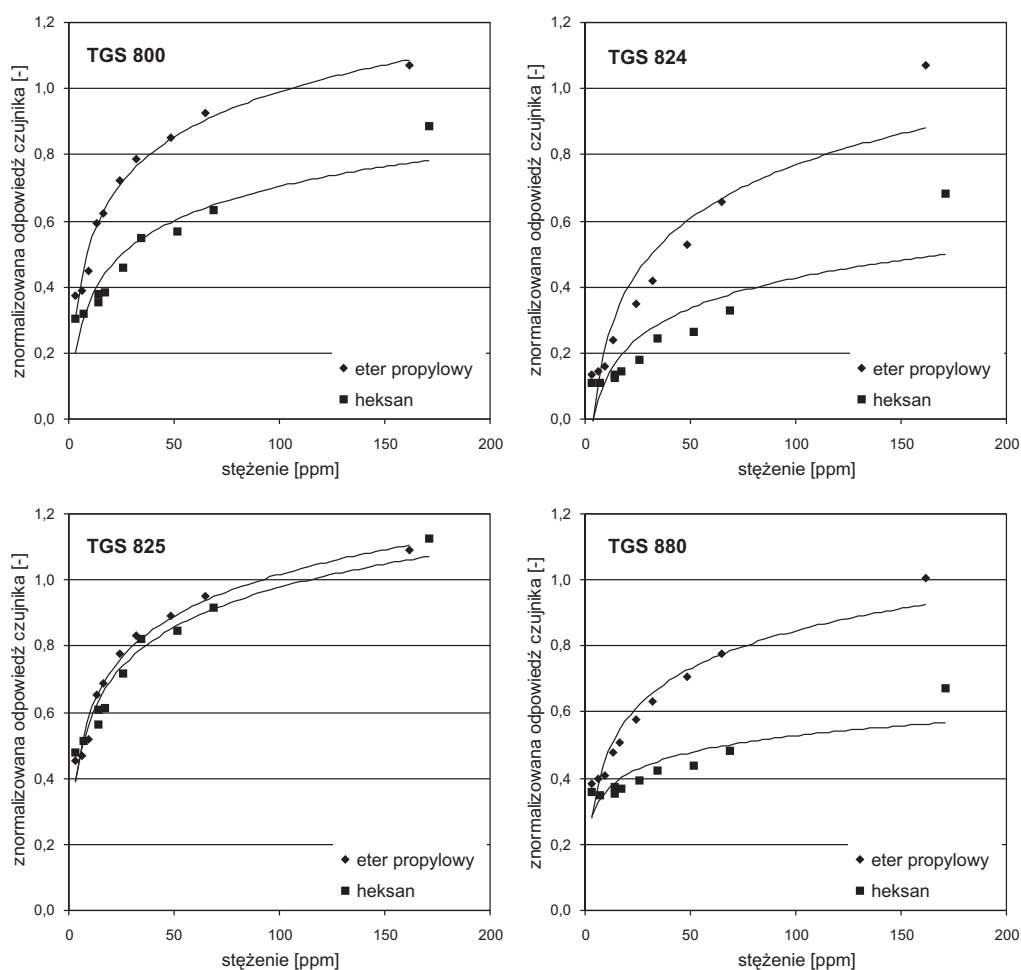 TGS 800
znormalizowana odpowiedź czujnika [-]
1,2
1,0
0,8
0,6
0,4
0,2
0,0
eter propylowy
heksan
0
50
100
150
200
stężenie [ppm]
TGS 824
znormalizowana odpowiedź czujnika [-]
1,2
1,0
0,8
0,6
0,4
0,2
0,0
eter propylowy
heksan
0
50
100
150
200
stężenie [ppm]
TGS 825
znormalizowana odpowiedź czujnika [-]
1,2
1,0
0,8
0,6
0,4
0,2
0,0
eter propylowy
heksan
0
50
100
150
200
stężenie [ppm]
TGS 880
znormalizowana odpowiedź czujnika [-]
1,2
1,0
0,8
0,6
0,4
0,2
0,0
eter propylowy
heksan
0
50
100
150
200
stężenie [ppm]